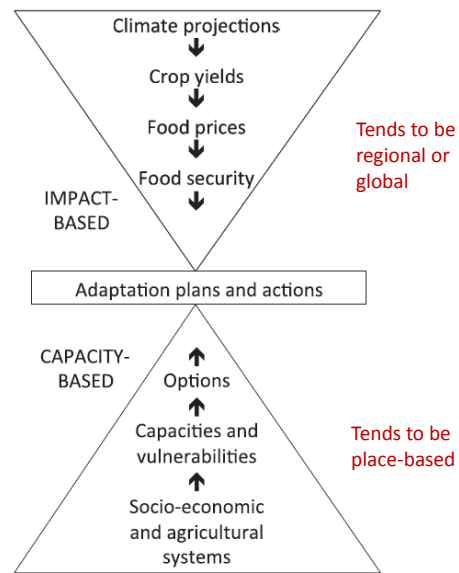 Climate projections
Crop yields
Food prices
Food security
IMPACT-
BASED
Tends to be
regional or
global
Adaptation plans and actions
CAPACITY-
BASED
Options
Capacities and
vulnerabilities
Socio-economic
and agricultural
systems
Tends to be
place-based